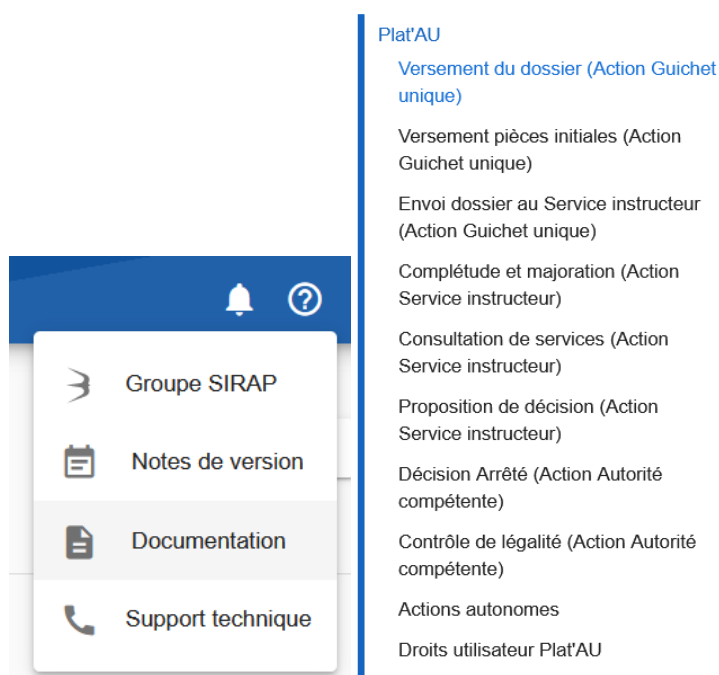 Groupe SIRAP
Notes de version
Documentation
Support technique
Plat'AU
Versement du dossier (Action Guichet
unique)
Versement pièces initiales (Action
Guichet unique)
Envoi dossier au Service instructeur
(Action Guichet unique)
Complétude et majoration (Action
Service instructeur)
Consultation de services (Action
Service instructeur)
Proposition de décision (Action
Service instructeur)
Décision Arrêté (Action Autorité
compétente)
Contrôle de légalité (Action Autorité
compétente)
Actions autonomes
Droits utilisateur Plat'AU